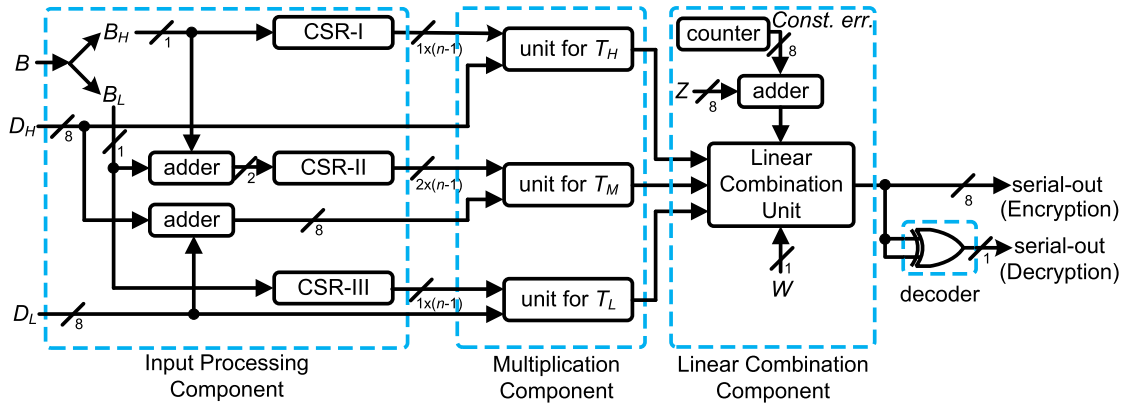 B
B_H
1
CSR-I
1x(n-1)
unit for T_H
counter
Const. err.
8
B_L
Z
8
adder
D_H
8
1
adder
2
CSR-II
2x(n-1)
unit for T_M
Linear
Combination
Unit
8
serial-out
(Encryption)
adder
8
1
serial-out
(Decryption)
decoder
CSR-III
1x(n-1)
unit for T_L
1
W
D_L
8
Input Processing
Component
Multiplication
Component
Linear Combination
Component